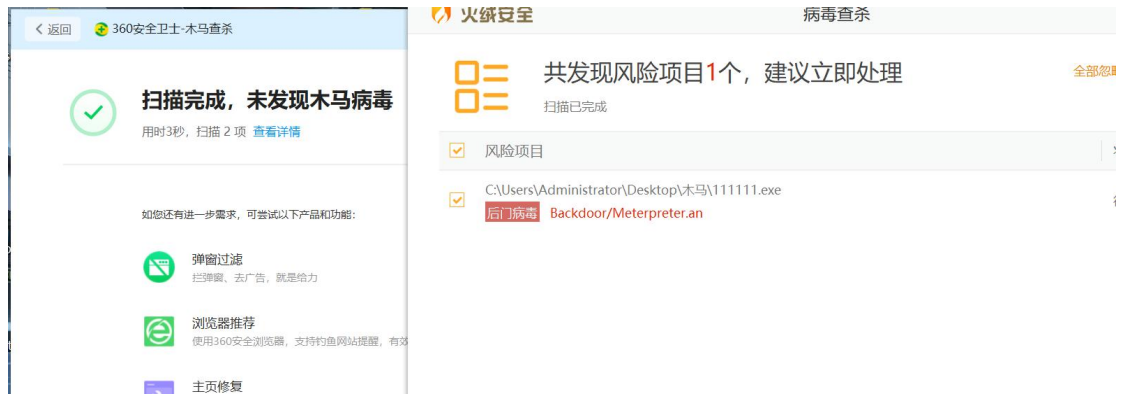 返回 360安全卫士-木马查杀
扫描完成，未发现木马病毒
用时3秒，扫描 2 项 查看详情
如您还有进一步需求，可尝试以下产品和功能：
弹窗过滤
拦弹窗、去广告，就是给力
浏览器推荐
使用360安全浏览器，支持钓鱼网站提醒，有效
主页修复
火绒安全 病毒查杀
共发现风险项目1个，建议立即处理
全部忽略
扫描已完成
风险项目
C:\Users\Administrator\Desktop\木马\111111.exe
后门病毒 Backdoor/Meterpreter.an